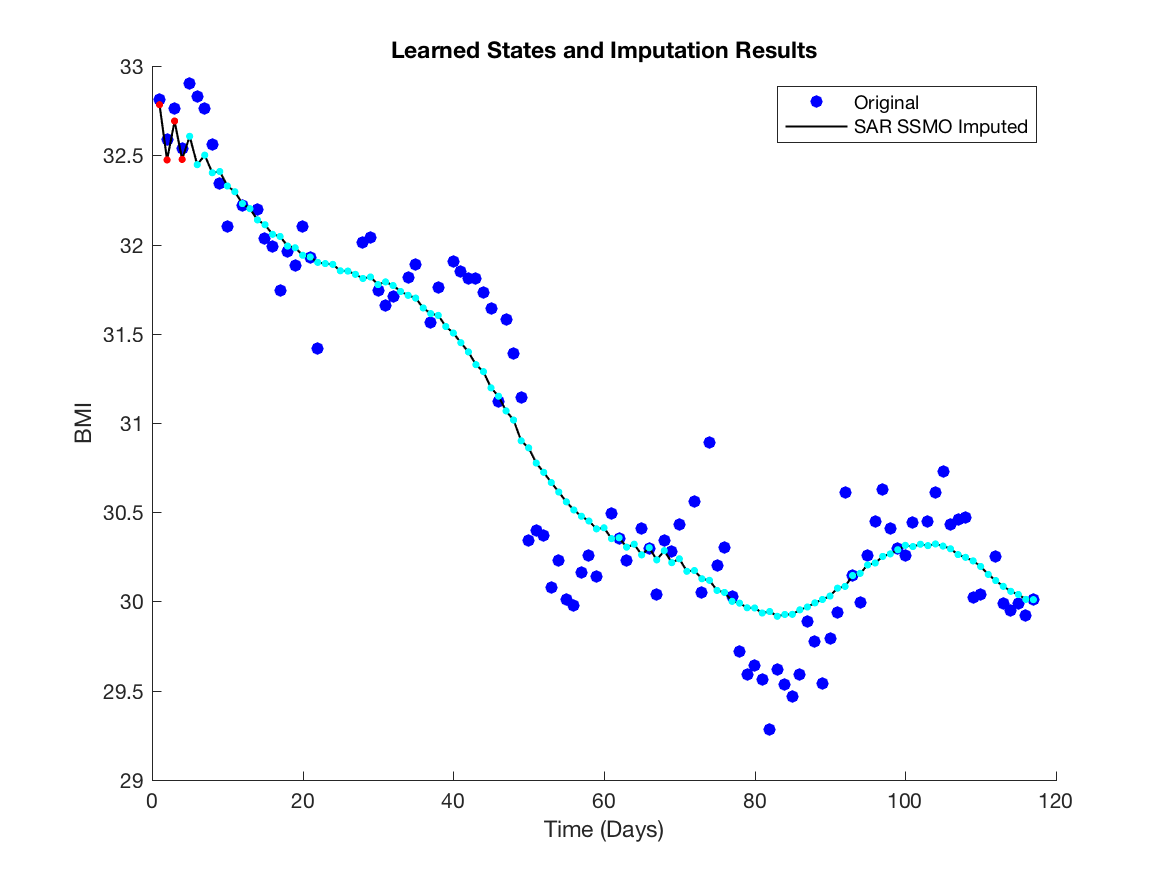 Learned States and Imputation Results
Original
SAR SSMO Imputed
33
32.5
32
31.5
31
30.5
30
29.5
29
BMI
0 20 40 60 80 100 120
Time (Days)